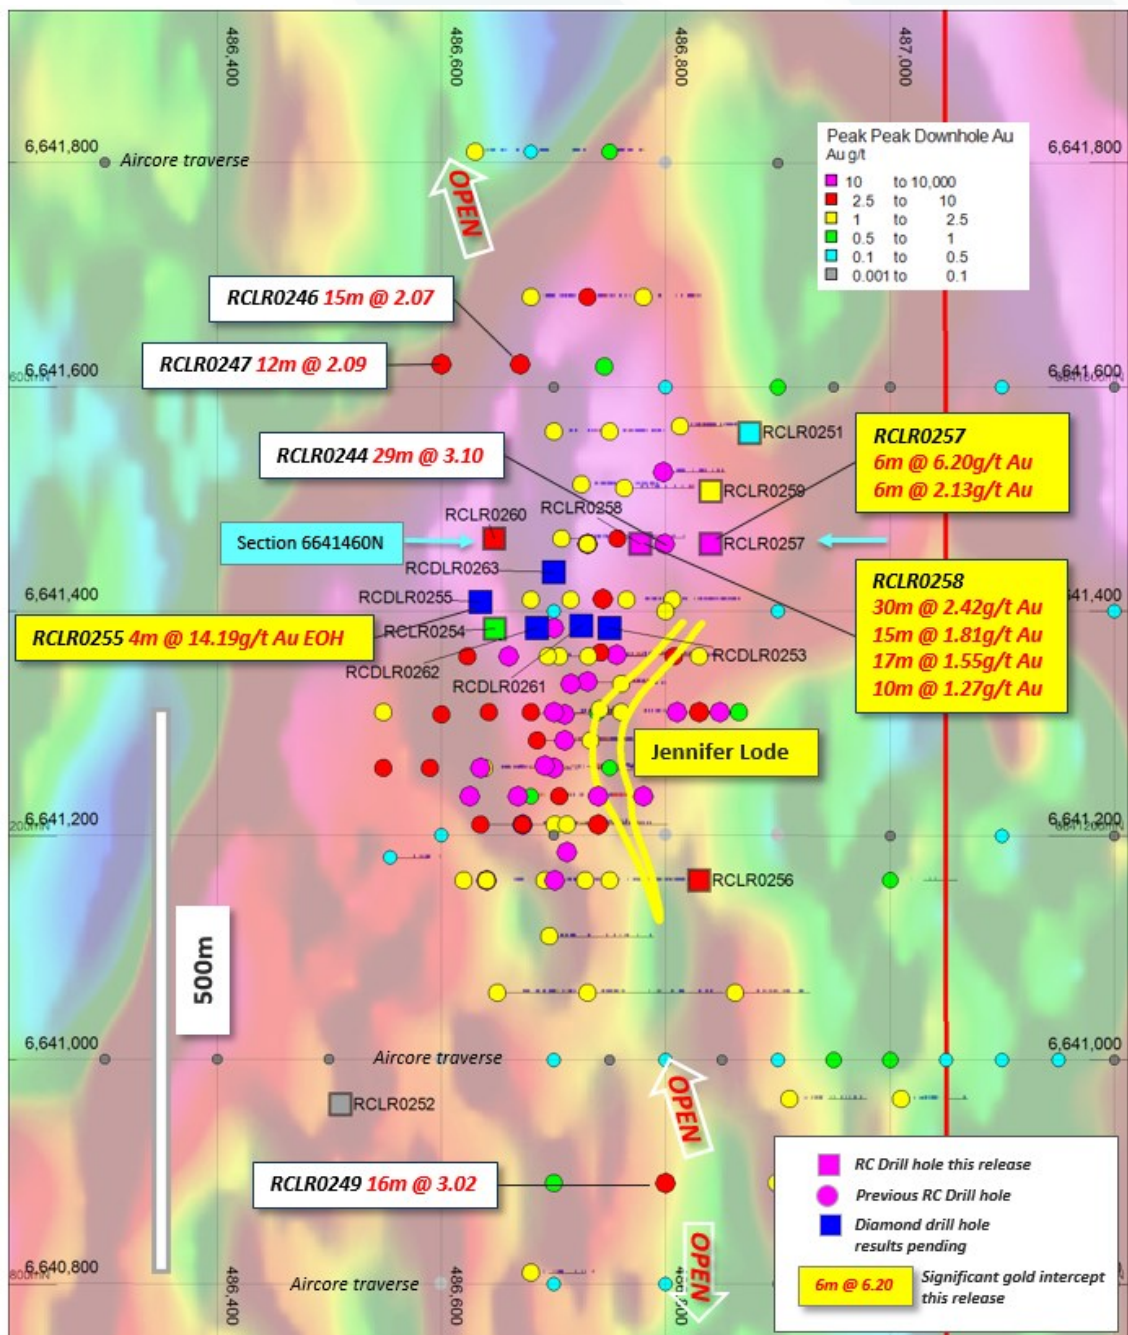 486,400
486,600
486,800
487,000
6,641,800
Aircore traverse
6,641,800
OPEN
Peak Peak Downhole Au
Au g/t
10 to 10,000
2.5 to 10
1 to 2.5
0.5 to 1
0.1 to 0.5
0.001 to 0.1
RCLR0246 15m @ 2.07
RCLR0247 12m @ 2.09
6,641,600
6,641,600
RCLR0251
RCLR0244 29m @ 3.10
RCLR0257
6m @ 6.20g/t Au
6m @ 2.13g/t Au
RCLR0259
RCLR0258
RCLR0260
Section 6641460N
RCLR0257
RCDLR0263
RCDLR0255
6,641,400
6,641,400
RCLR0258
30m @ 2.42g/t Au
15m @ 1.81g/t Au
17m @ 1.55g/t Au
10m @ 1.27g/t Au
RCLR0255 4m @ 14.19g/t Au EOH
RCLR0254
RCDLR0262
RCDLR0261
RCDLR0253
Jennifer Lode
6,641,200
200mN
6,641,200
6641200mN
RCLR0256
500m
6,641,000
Aircore traverse
6,641,000
RCLR0252
OPEN
RCLR0249 16m @ 3.02
RC Drill hole this release
Previous RC Drill hole
Diamond drill hole
results pending
6m @ 6.20 Significant gold intercept
this release
6,640,800
800mN
Aircore traverse
OPEN
486,400
486,600